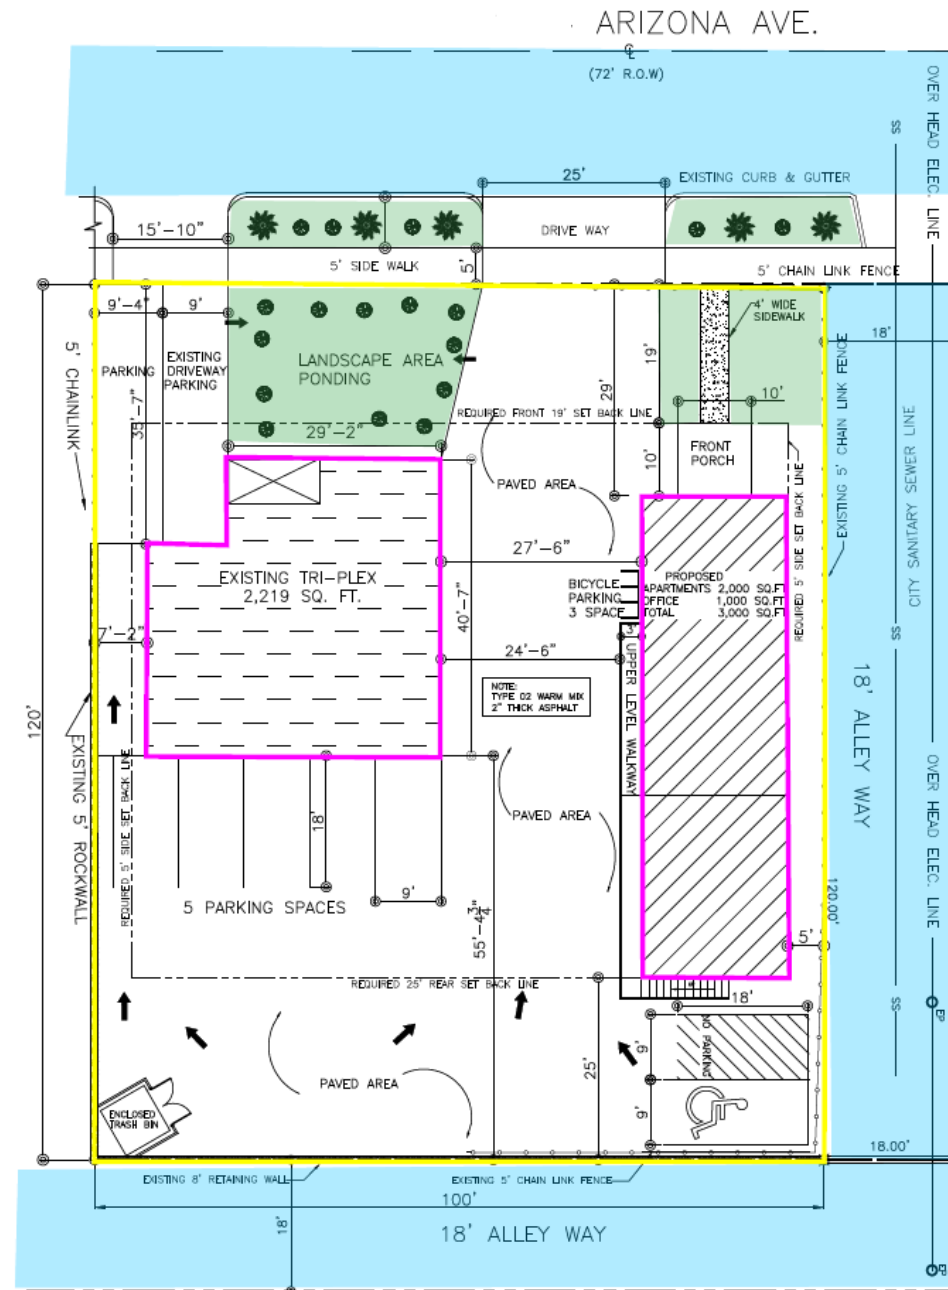 ARIZONA AVE.
(72' R.O.W)
OVER HEAD ELEC. LINE
SS
25'
EXISTING CURB & GUTTER
15'-10"
DRIVE WAY
5' SIDE WALK
5'
5' CHAIN LINK FENCE
9'-4"
9'
4' WIDE
SIDEWALK
18'
5' CHAINLINK
PARKING
EXISTING
DRIVEWAY
PARKING
LANDSCAPE AREA
PONDING
19'
29'
10'
35'-7"
REQUIRED FRONT 19' SET BACK LINE
29'-2"
10'
FRONT
PORCH
PAVED AREA
REQUIRED 5' SIDE SET BACK LINE
EXISTING 5' CHAIN LINK FENCE
CITY SANITARY SEWER LINE
27'-6"
EXISTING TRI-PLEX
2,219 SQ. FT.
40'-7"
BICYCLE
PARKING
3 SPACE
PROPOSED
APARTMENTS 2,000 SQ.FT
OFFICE 1,000 SQ.FT
TOTAL 3,000 SQ.FT
SS
7'-2"
3'
24'-6"
UPPER LEVEL WALKWAY
NOTE:
TYPE 02 WARM MIX
2" THICK ASPHALT
120'
18' ALLEY WAY
EXISTING 5' ROCKWALL
REQUIRED 5' SIDE SET BACK LINE
18'
PAVED AREA
OVER HEAD ELEC. LINE
9'
5 PARKING SPACES
55'-4 3/4"
120.00'
5'
REQUIRED 25' REAR SET BACK LINE
18'
SS
EP
NO PARKING
9'
25'
PAVED AREA
9'
ENCLOSED
TRASH BIN
18.00'
EXISTING 8' RETAINING WALL
EXISTING 5' CHAIN LINK FENCE
100'
18'
18' ALLEY WAY